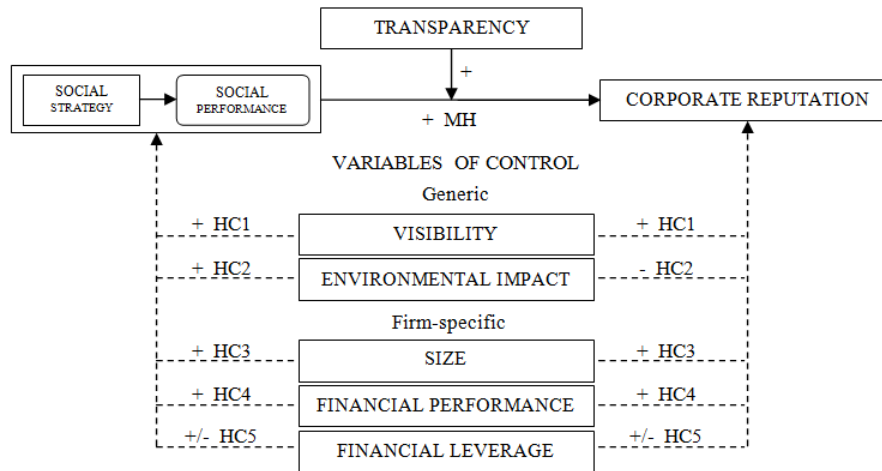 TRANSPARENCY
+
SOCIAL
STRATEGY
SOCIAL
PERFORMANCE
CORPORATE REPUTATION
+ MH
VARIABLES OF CONTROL
Generic
+ HC1
VISIBILITY
+ HC1
+ HC2
ENVIRONMENTAL IMPACT
- HC2
Firm-specific
+ HC3
SIZE
+ HC3
+ HC4
FINANCIAL PERFORMANCE
+ HC4
+/- HC5
FINANCIAL LEVERAGE
+/- HC5